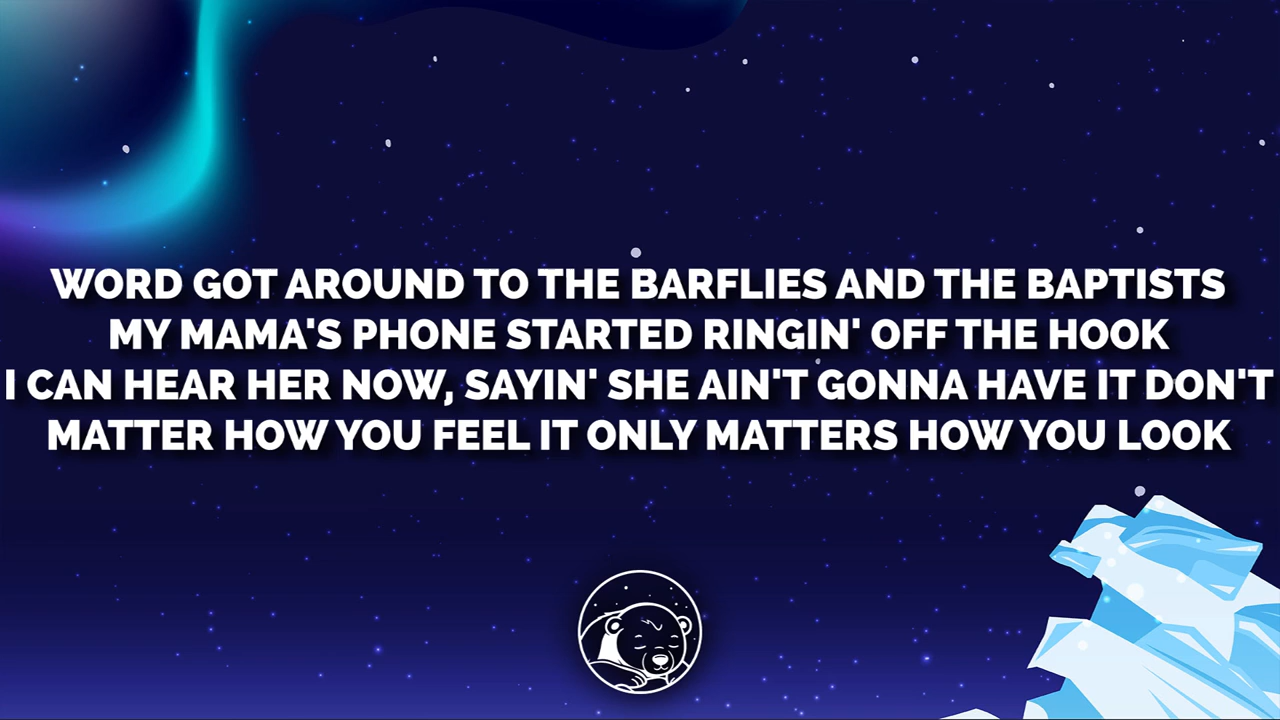 WORD GOT AROUND TO THE BARFLIES AND THE BAPTISTS
MY MAMA'S PHONE STARTED RINGIN' OFF THE HOOK
I CAN HEAR HER NOW, SAYIN' SHE AIN'T GONNA HAVE IT DON'T
MATTER HOW YOU FEEL IT ONLY MATTERS HOW YOU LOOK